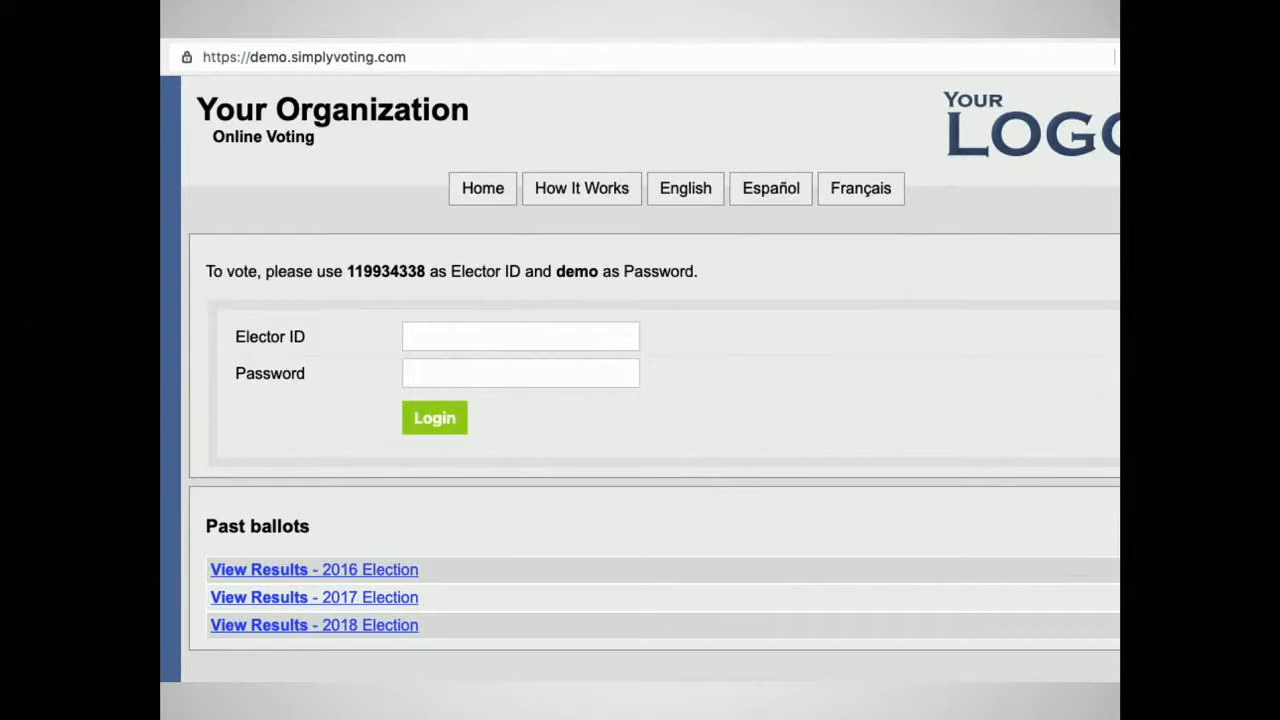 https://demo.simplyvoting.com
Your Organization
Online Voting
YOUR
LOGO
Home
How It Works
English
Español
Français
To vote, please use 119934338 as Elector ID and demo as Password.
Elector ID
Password
Login
Past ballots
View Results - 2016 Election
View Results - 2017 Election
View Results - 2018 Election